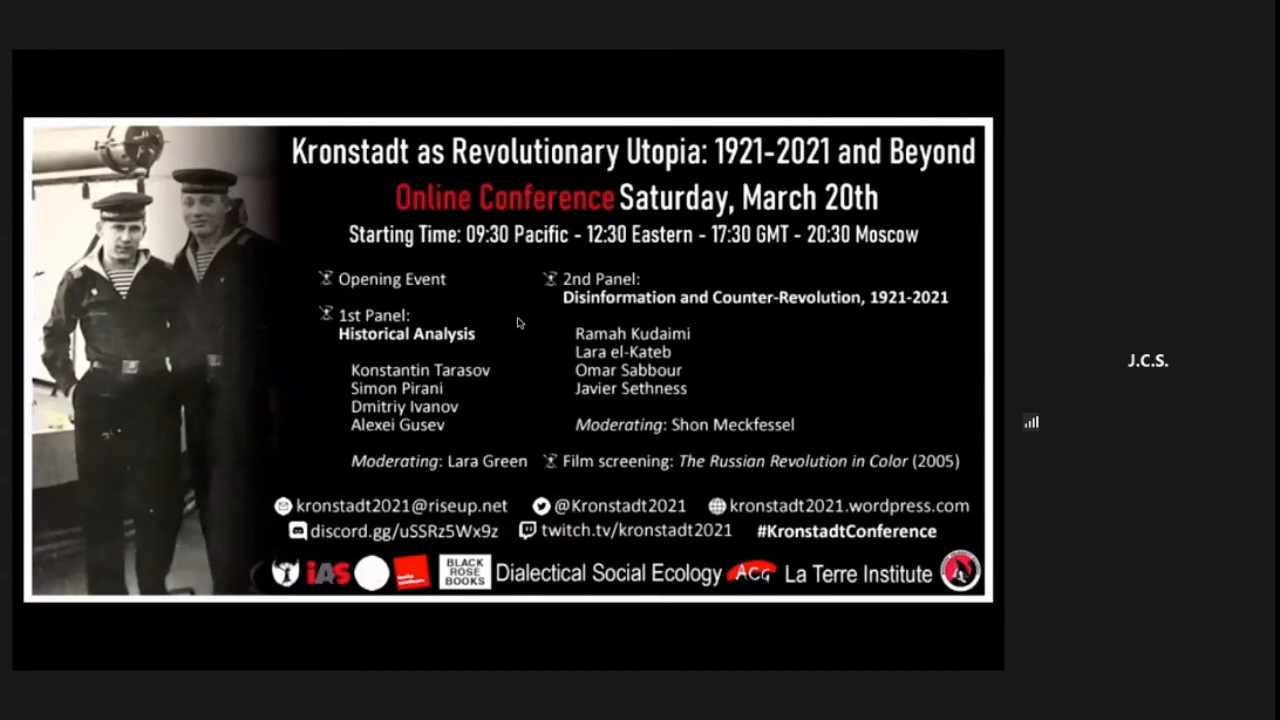 Kronstadt as Revolutionary Utopia: 1921-2021 and Beyond
Online Conference Saturday, March 20th
Starting Time: 09:30 Pacific - 12:30 Eastern - 17:30 GMT - 20:30 Moscow
Opening Event
1st Panel:
Historical Analysis
Konstantin Tarasov
Simon Pirani
Dmitriy Ivanov
Alexei Gusev
Moderating: Lara Green
2nd Panel:
Disinformation and Counter-Revolution, 1921-2021
Ramah Kudaimi
Lara el-Kateb
Omar Sabbour
Javier Sethness
Moderating: Shon Meckfessel
Film screening: The Russian Revolution in Color (2005)
kronstadt2021@riseup.net @Kronstadt2021 kronstadt2021.wordpress.com
discord.gg/uSSRz5Wx9z twitch.tv/kronstadt2021 #KronstadtConference
iAS BLACK ROSE BOOKS Dialectical Social Ecology ACG La Terre Institute
J.C.S.